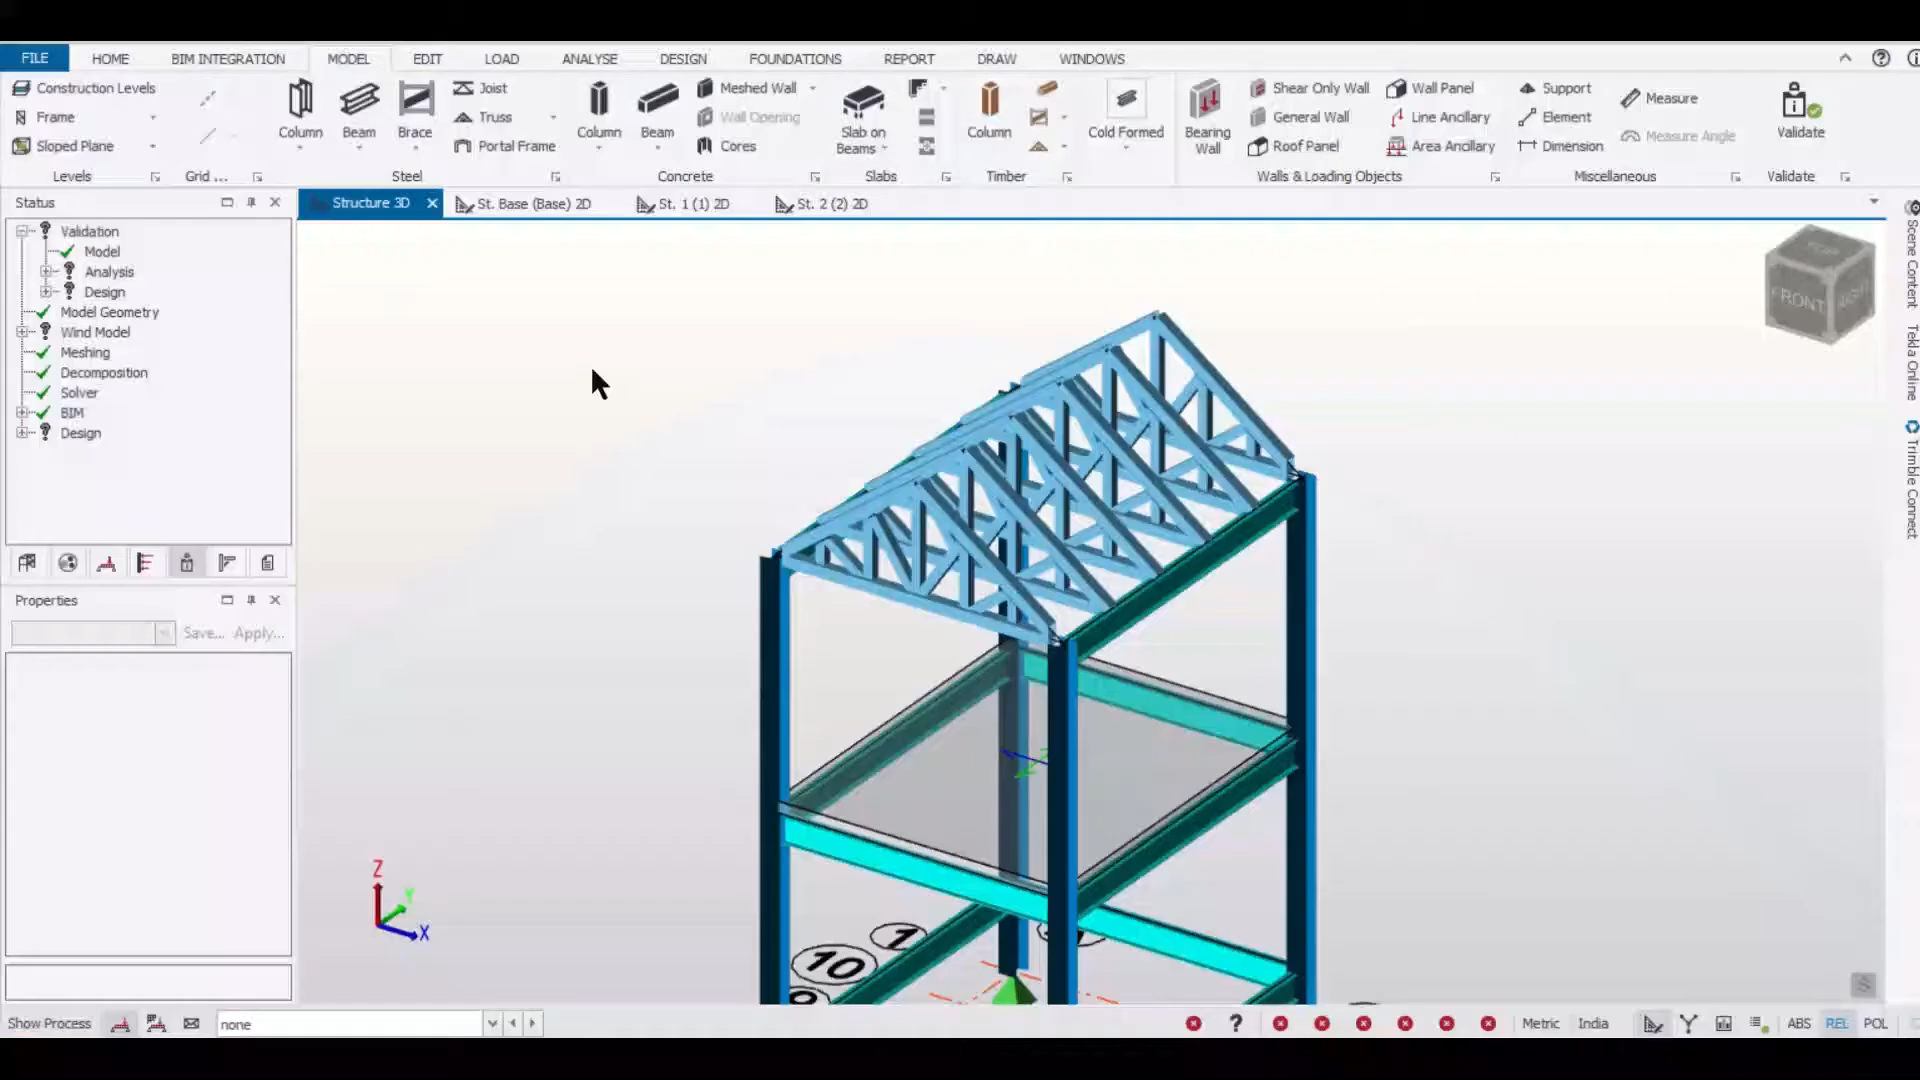 FILE HOME BIM INTEGRATION MODEL EDIT LOAD ANALYSE DESIGN FOUNDATIONS REPORT DRAW WINDOWS
Construction Levels
Frame
Sloped Plane
Levels
Grid ...
Column
Beam
Brace
Joist
Truss
Portal Frame
Steel
Column
Beam
Meshed Wall
Wall Opening
Cores
Concrete
Slab on
Beams
Slabs
Column
Timber
Cold Formed
Bearing
Wall
Shear Only Wall
General Wall
Roof Panel
Wall Panel
Line Ancillary
Area Ancillary
Walls & Loading Objects
Support
Element
Dimension
Measure
Measure Angle
Miscellaneous
Validate
Validate
Status
Validation
Model
Analysis
Design
Model Geometry
Wind Model
Meshing
Decomposition
Solver
BIM
Design
Properties
Save... Apply...
Structure 3D
St. Base (Base) 2D
St. 1 (1) 2D
St. 2 (2) 2D
TOP
FRONT
RIGHT
Scene Content
Tekla Online
Trimble Connect
Z
Y
X
1
10
9
Show Process
none
Metric India
ABS REL POL